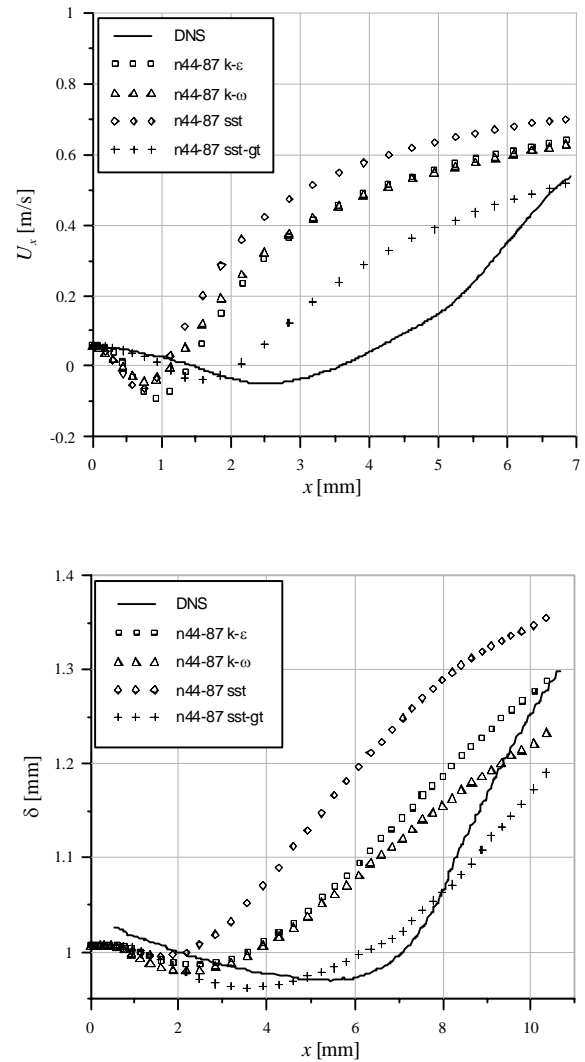 1
0.8
0.6
0.4
0.2
0
-0.2
U_x [m/s]
DNS
n44-87 k-ε
n44-87 k-ω
n44-87 sst
n44-87 sst-gt
0 1 2 3 4 5 6 7
x [mm]
1.4
1.3
1.2
1.1
1
δ [mm]
DNS
n44-87 k-ε
n44-87 k-ω
n44-87 sst
n44-87 sst-gt
0 2 4 6 8 10
x [mm]